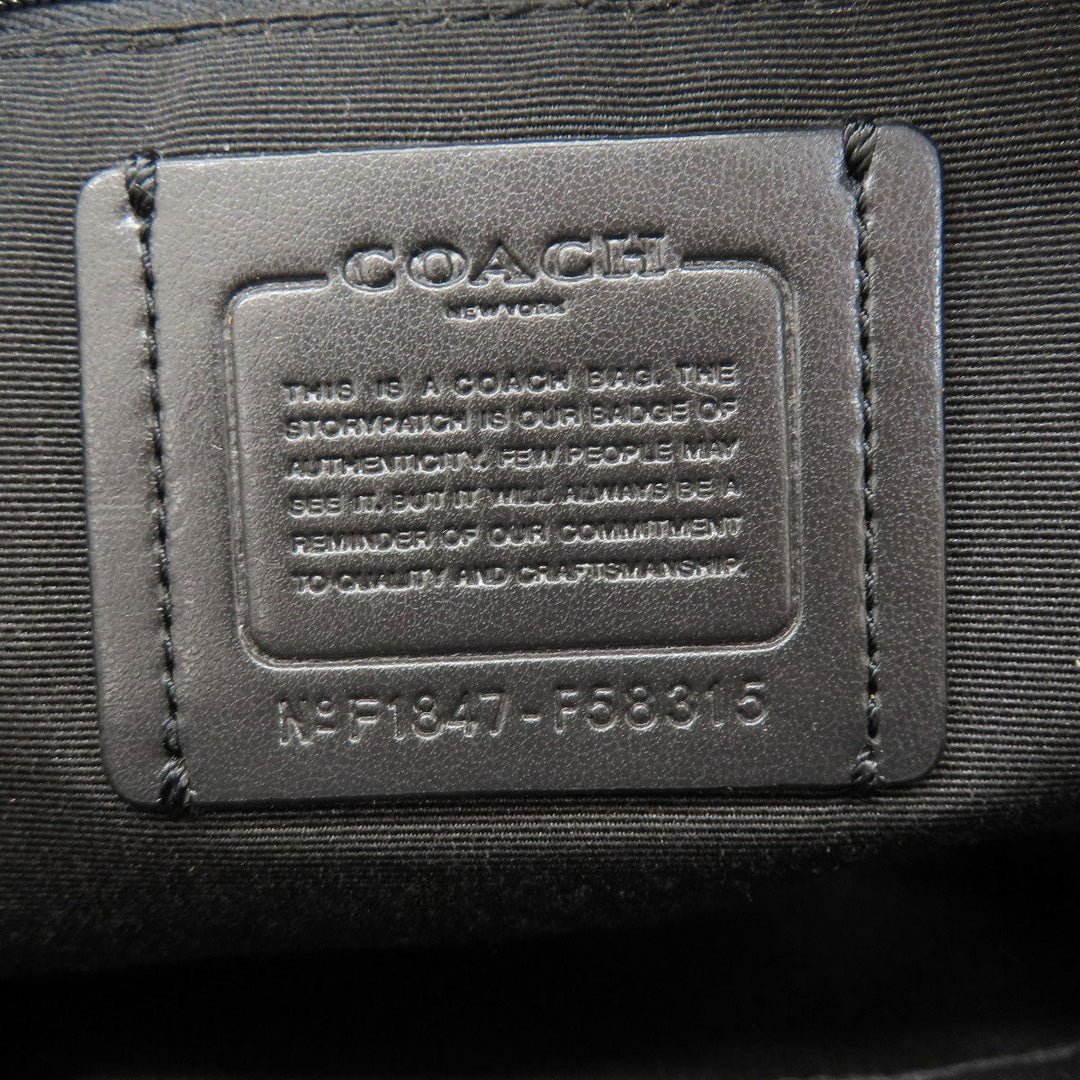 COACH
NEW YORK
THIS IS A COACH BAG. THE
STORYPATCH IS OUR BADGE OF
AUTHENTICITY. FEW PEOPLE MAY
SEE IT. BUT IT WILL ALWAYS BE A
REMINDER OF OUR COMMITMENT
TO QUALITY AND CRAFTSMANSHIP.
Nº F1847-F58315